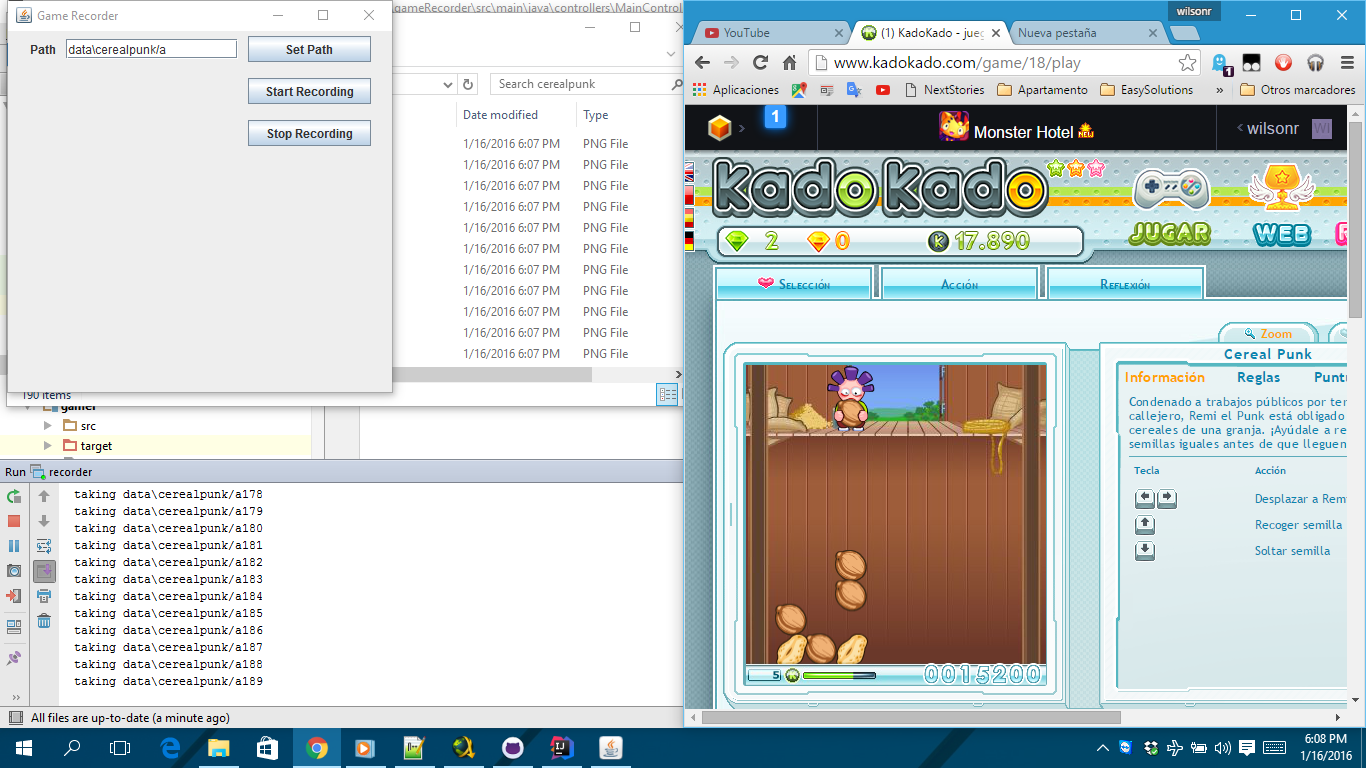 Game Recorder
Path
data\cerealpunk/a
Set Path
Start Recording
Stop Recording
gameRecorder\src\main\java\controllers\MainControl
Search cerealpunk
Date modified
Type
1/16/2016 6:07 PM PNG File
1/16/2016 6:07 PM PNG File
1/16/2016 6:07 PM PNG File
1/16/2016 6:07 PM PNG File
1/16/2016 6:07 PM PNG File
1/16/2016 6:07 PM PNG File
1/16/2016 6:07 PM PNG File
1/16/2016 6:07 PM PNG File
1/16/2016 6:07 PM PNG File
1/16/2016 6:07 PM PNG File
1/16/2016 6:07 PM PNG File
190 items
gamer
src
target
Run recorder
taking data\cerealpunk/a178
taking data\cerealpunk/a179
taking data\cerealpunk/a180
taking data\cerealpunk/a181
taking data\cerealpunk/a182
taking data\cerealpunk/a183
taking data\cerealpunk/a184
taking data\cerealpunk/a185
taking data\cerealpunk/a186
taking data\cerealpunk/a187
taking data\cerealpunk/a188
taking data\cerealpunk/a189
All files are up-to-date (a minute ago)
wilsonr
YouTube
(1) KadoKado - jueg
Nueva pestaña
www.kadokado.com/game/18/play
1
Aplicaciones
NextStories
Apartamento
EasySolutions
»
Otros marcadores
1
Monster Hotel
NEW
wilsonr
WI
KadoKado
2
0
K
17.890
JUGAR
WEB
Selección
Acción
Reflexión
Zoom
Cereal Punk
Información
Reglas
Puntu
Condenado a trabajos públicos por ter
callejero, Remi el Punk está obligado
cereales de una granja. ¡Ayúdale a re
semillas iguales antes de que lleguen
Tecla
Acción
Desplazar a Remi
Recoger semilla
Soltar semilla
5
0015200
6:08 PM
1/16/2016